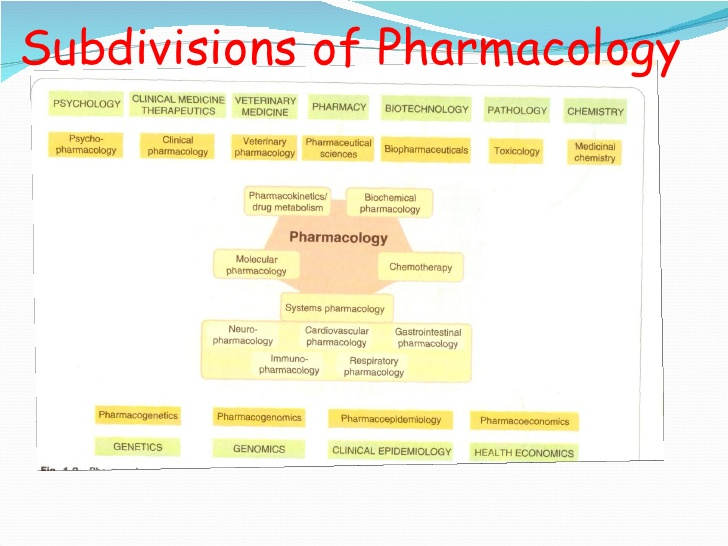 Subdivisions of Pharmacology
PSYCHOLOGY
CLINICAL MEDICINE
THERAPEUTICS
VETERINARY
MEDICINE
PHARMACY
BIOTECHNOLOGY
PATHOLOGY
CHEMISTRY
Psycho-
pharmacology
Clinical
pharmacology
Veterinary
pharmacology
Pharmaceutical
sciences
Biopharmaceuticals
Toxicology
Medicinal
chemistry
Pharmacokinetics/
drug metabolism
Biochemical
pharmacology
Pharmacology
Molecular
pharmacology
Chemotherapy
Systems pharmacology
Neuro-
pharmacology
Cardiovascular
pharmacology
Gastrointestinal
pharmacology
Immuno-
pharmacology
Respiratory
pharmacology
Pharmacogenetics
Pharmacogenomics
Pharmacoepidemiology
Pharmacoeconomics
GENETICS
GENOMICS
CLINICAL EPIDEMIOLOGY
HEALTH ECONOMICS